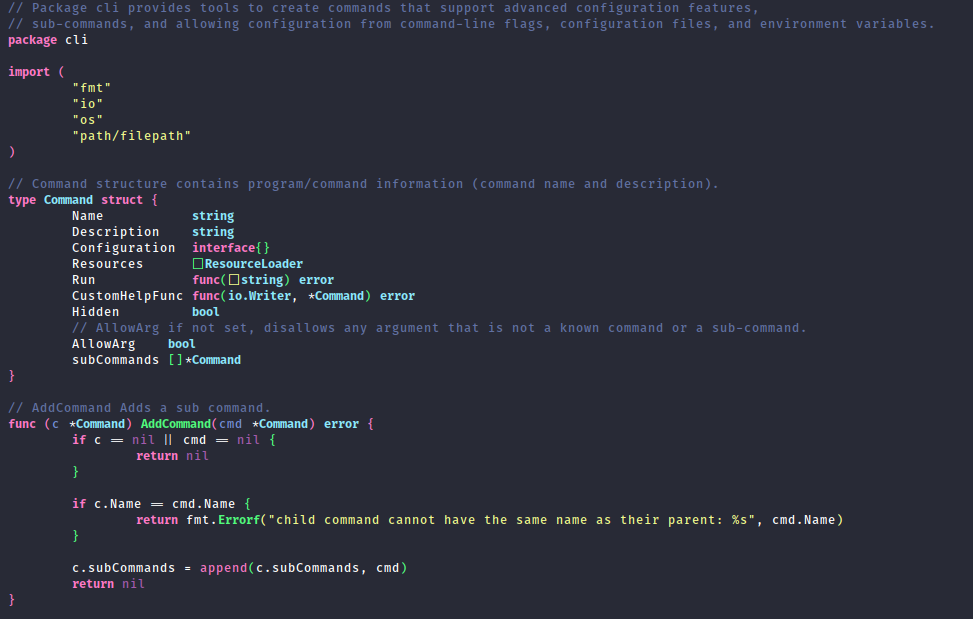 // Package cli provides tools to create commands that support advanced configuration features,
// sub-commands, and allowing configuration from command-line flags, configuration files, and environment variables.
package cli

import (
        "fmt"
        "io"
        "os"
        "path/filepath"
)

// Command structure contains program/command information (command name and description).
type Command struct {
        Name           string
        Description    string
        Configuration  interface{}
        Resources      []ResourceLoader
        Run            func([]string) error
        CustomHelpFunc func(io.Writer, *Command) error
        Hidden         bool
        // AllowArg if not set, disallows any argument that is not a known command or a sub-command.
        AllowArg    bool
        subCommands []*Command
}

// AddCommand Adds a sub command.
func (c *Command) AddCommand(cmd *Command) error {
        if c == nil || cmd == nil {
                return nil
        }

        if c.Name == cmd.Name {
                return fmt.Errorf("child command cannot have the same name as their parent: %s", cmd.Name)
        }

        c.subCommands = append(c.subCommands, cmd)
        return nil
}